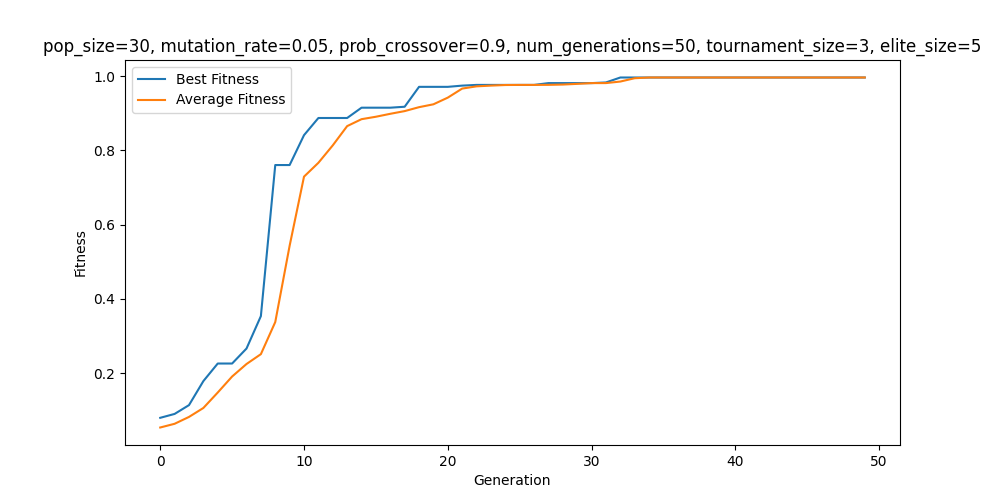 pop_size=30, mutation_rate=0.05, prob_crossover=0.9, num_generations=50, tournament_size=3, elite_size=5
1.0
0.8
0.6
0.4
0.2
Fitness
Best Fitness
Average Fitness
0 10 20 30 40 50
Generation